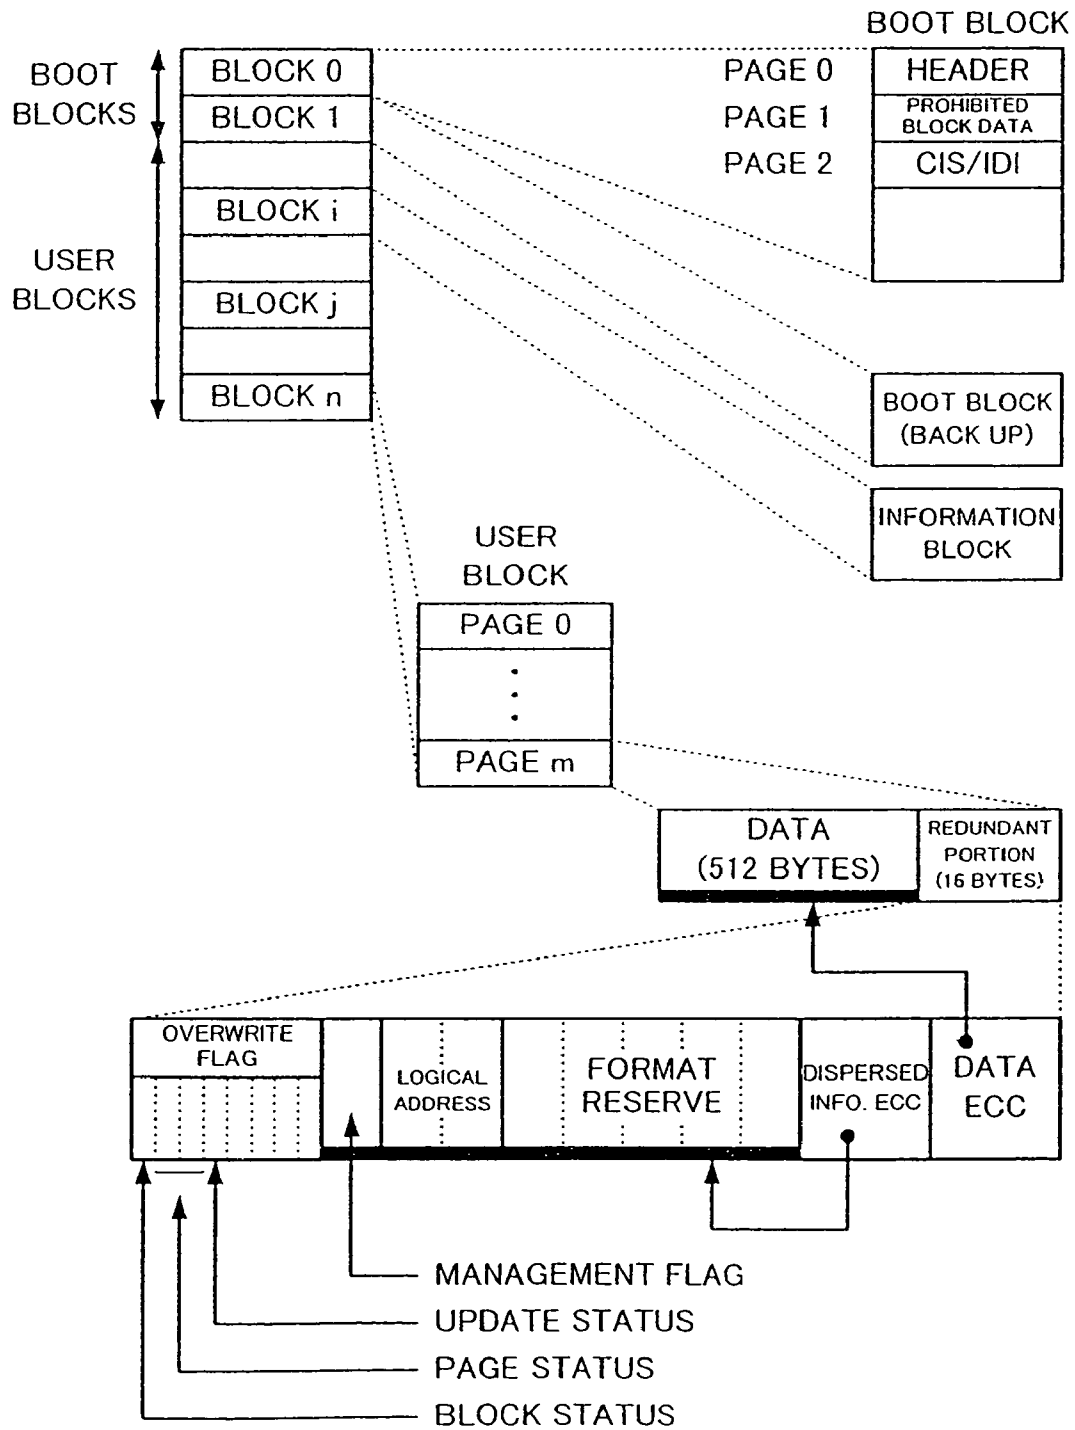 BOOT BLOCK
BOOT
BLOCKS
BLOCK 0
BLOCK 1
PAGE 0
HEADER
PAGE 1
PROHIBITED
BLOCK DATA
PAGE 2
CIS/IDI
USER
BLOCKS
BLOCK i
BLOCK j
BLOCK n
BOOT BLOCK
(BACK UP)
INFORMATION
BLOCK
USER
BLOCK
PAGE 0
PAGE m
DATA
(512 BYTES)
REDUNDANT
PORTION
(16 BYTES)
OVERWRITE
FLAG
LOGICAL
ADDRESS
FORMAT
RESERVE
DISPERSED
INFO. ECC
DATA
ECC
MANAGEMENT FLAG
UPDATE STATUS
PAGE STATUS
BLOCK STATUS